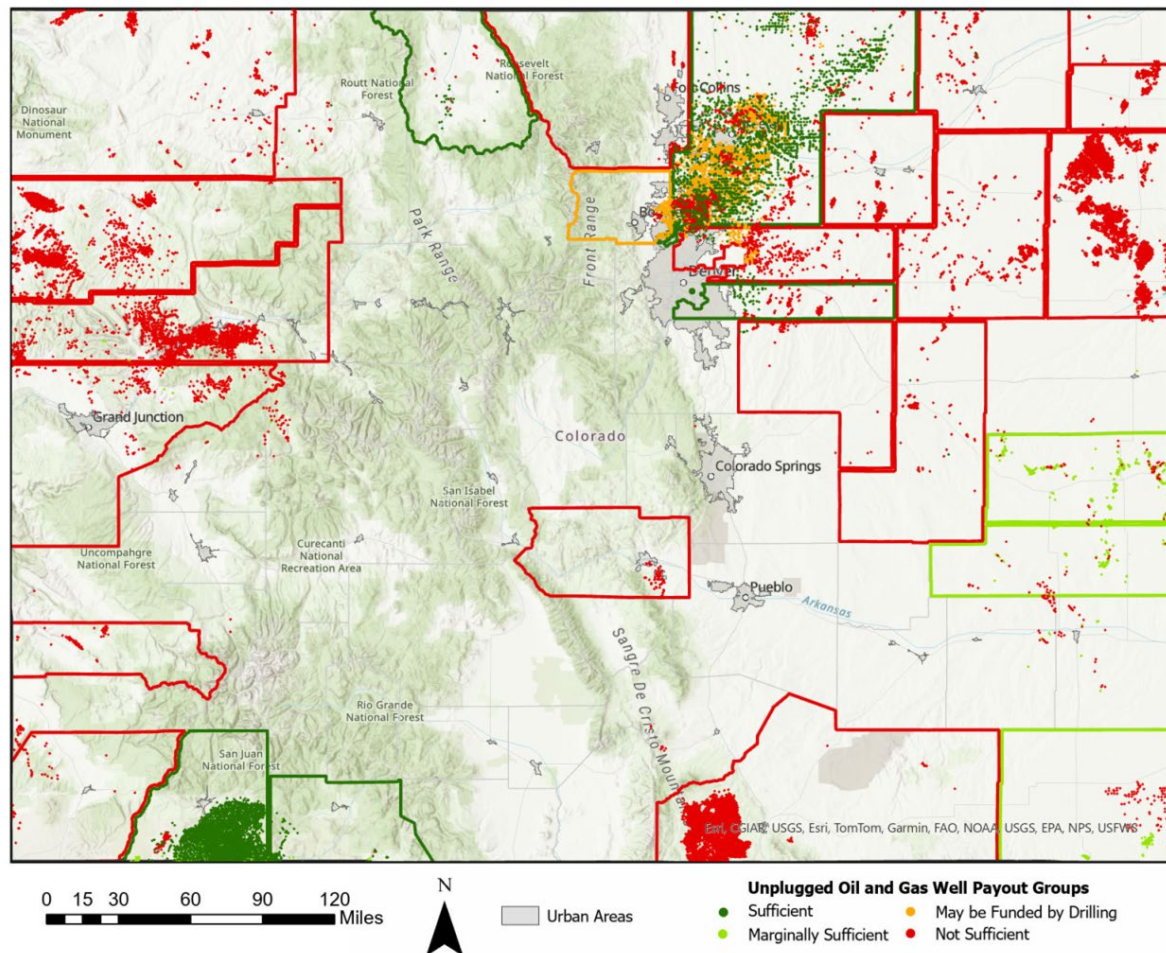 Dinosaur
National
Monument
Routt National
Forest
Roosevelt
National Forest
Collins
Park Range
Front Range
Bo
Denver
Grand Junction
Colorado
Colorado Springs
San Isabel
National Forest
Uncompahgre
National Forest
Curecanti
National
Recreation Area
Pueblo
Arkansas
Sangre De Cristo Mountai
Rio Grande
National Forest
San Juan
National Forest
Esri, CGIAR, USGS, Esri, TomTom, Garmin, FAO, NOAA, USGS, EPA, NPS, USFWS
0 15 30 60 90 120
Miles
N
Urban Areas
Unplugged Oil and Gas Well Payout Groups
Sufficient
May be Funded by Drilling
Marginally Sufficient
Not Sufficient